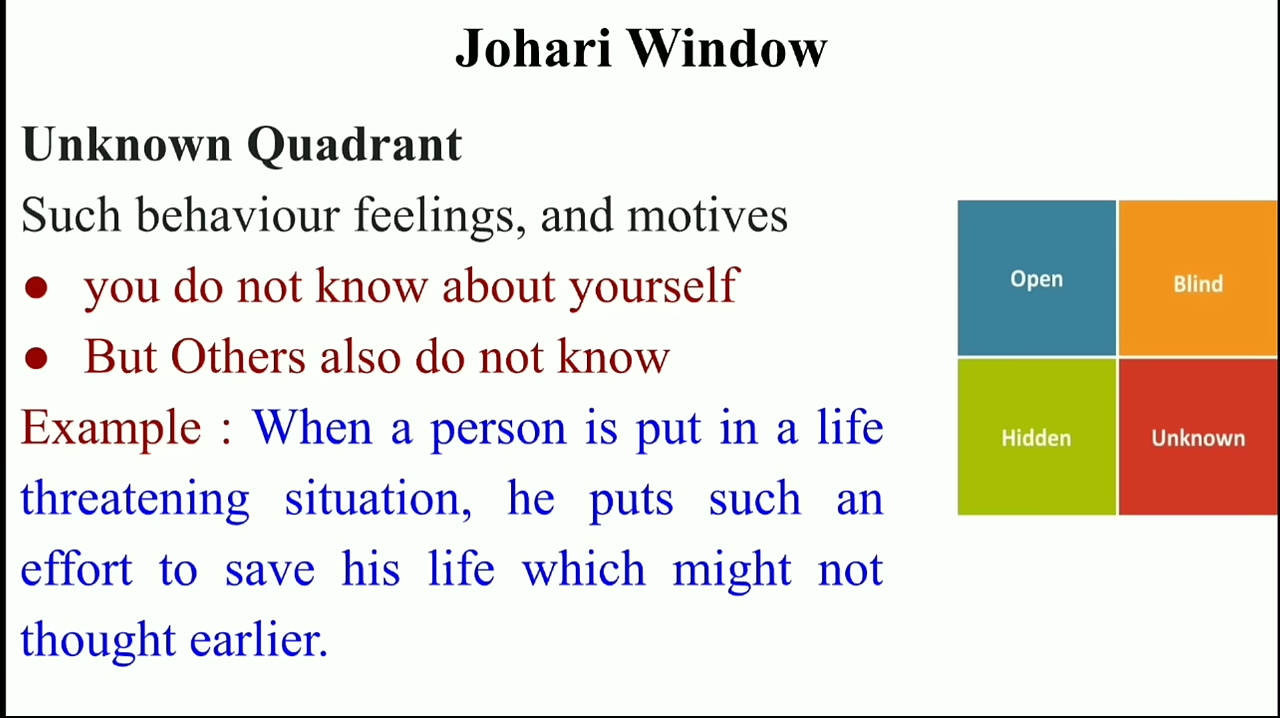 Johari Window
Unknown Quadrant
Such behaviour feelings, and motives
● you do not know about yourself
● But Others also do not know
Example : When a person is put in a life
threatening situation, he puts such an
effort to save his life which might not
thought earlier.
Open
Blind
Hidden
Unknown